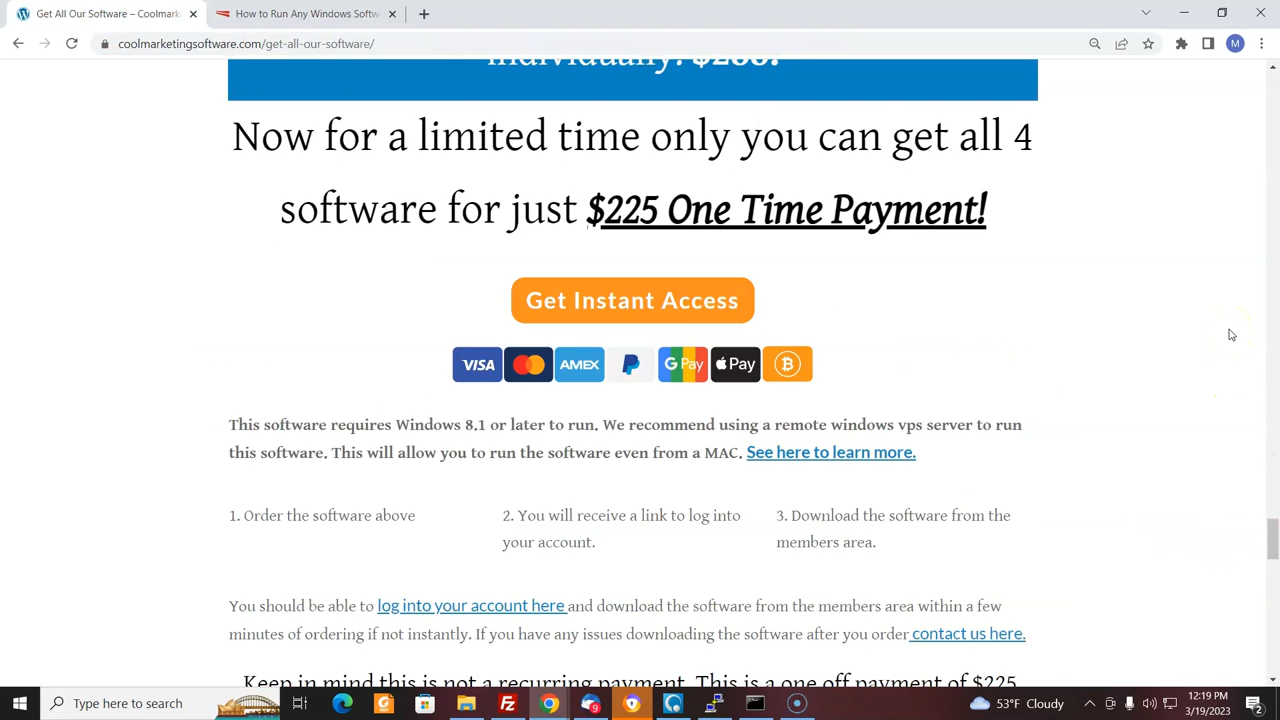 Get All Our Software – Coolmark
How to Run Any Windows Softw
coolmarketingsoftware.com/get-all-our-software/
M
Now for a limited time only you can get all 4
software for just $225 One Time Payment!
Get Instant Access
VISA
AMEX
G Pay
Pay
This software requires Windows 8.1 or later to run. We recommend using a remote windows vps server to run
this software. This will allow you to run the software even from a MAC. See here to learn more.
1. Order the software above
2. You will receive a link to log into
your account.
3. Download the software from the
members area.
You should be able to log into your account here and download the software from the members area within a few
minutes of ordering if not instantly. If you have any issues downloading the software after you order contact us here.
Keep in mind this is not a recurring payment. This is a one off payment of $225
Type here to search
9
53°F Cloudy
12:19 PM
3/19/2023
2